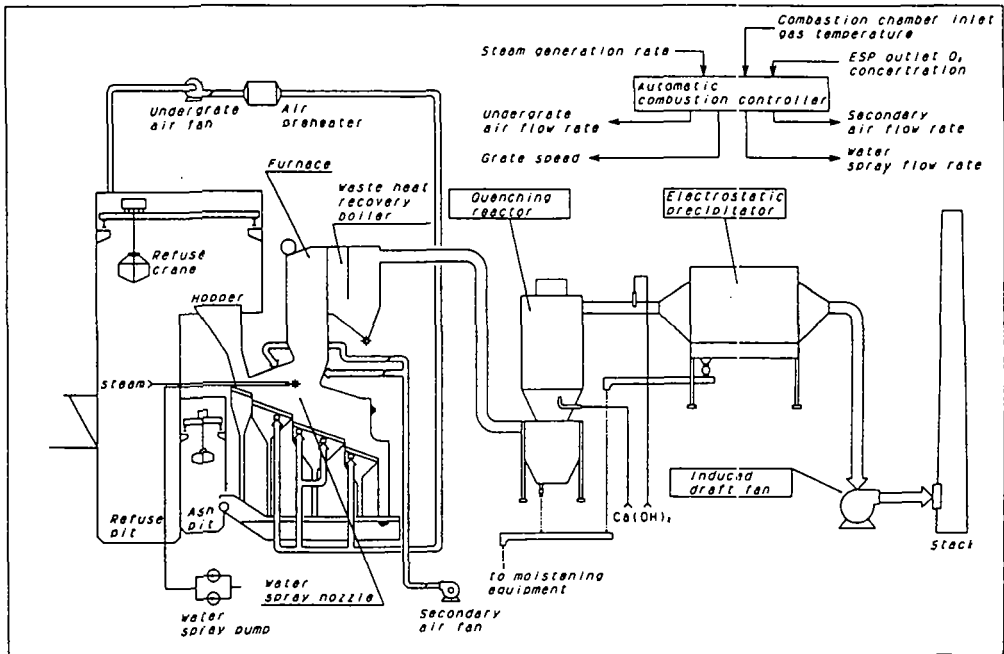 Combustion chamber inlet
gas temperature
Steam generation rate
ESP outlet O₂
concertration
Automatic
combustion controller
Undergrate
air flow rate
Secondary
air flow rate
Grate speed
Water
spray flow rate
Undergrate
air fan
Air
preheater
Furnace
Waste heat
recovery
boiler
Quenching
reactor
Electrostatic
precipitator
Refuse
crane
Hopper
steam
Refuse
pit
Ash
pit
Ca(OH)₂
Induced
draft fan
Stack
to moistening
equipment
Water
spray nozzle
Secondary
air fan
Water
spray pump